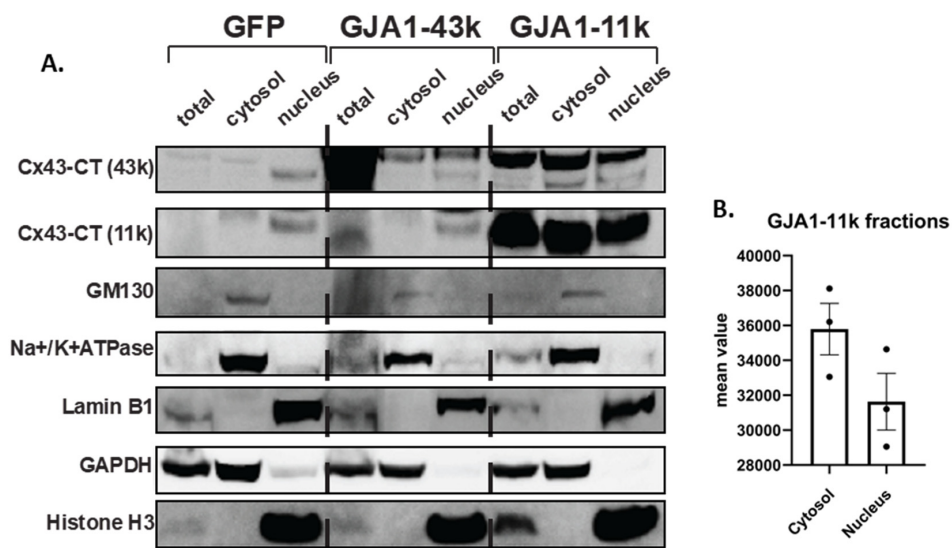 A.
GFP GJA1-43k GJA1-11k
total cytosol nucleus total cytosol nucleus total cytosol nucleus
Cx43-CT (43k)
Cx43-CT (11k)
GM130
Na+/K+ATPase
Lamin B1
GAPDH
Histone H3
B.
GJA1-11k fractions
mean value
40000
38000
36000
34000
32000
30000
28000
Cytosol Nucleus